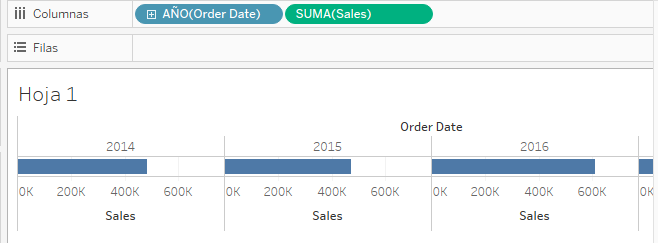 Columnas AÑO(Order Date) SUMA(Sales)
Filas
Hoja 1
Order Date
2014 2015 2016
0K 200K 400K 600K 0K 200K 400K 600K 0K 200K 400K 600K 0K
Sales Sales Sales